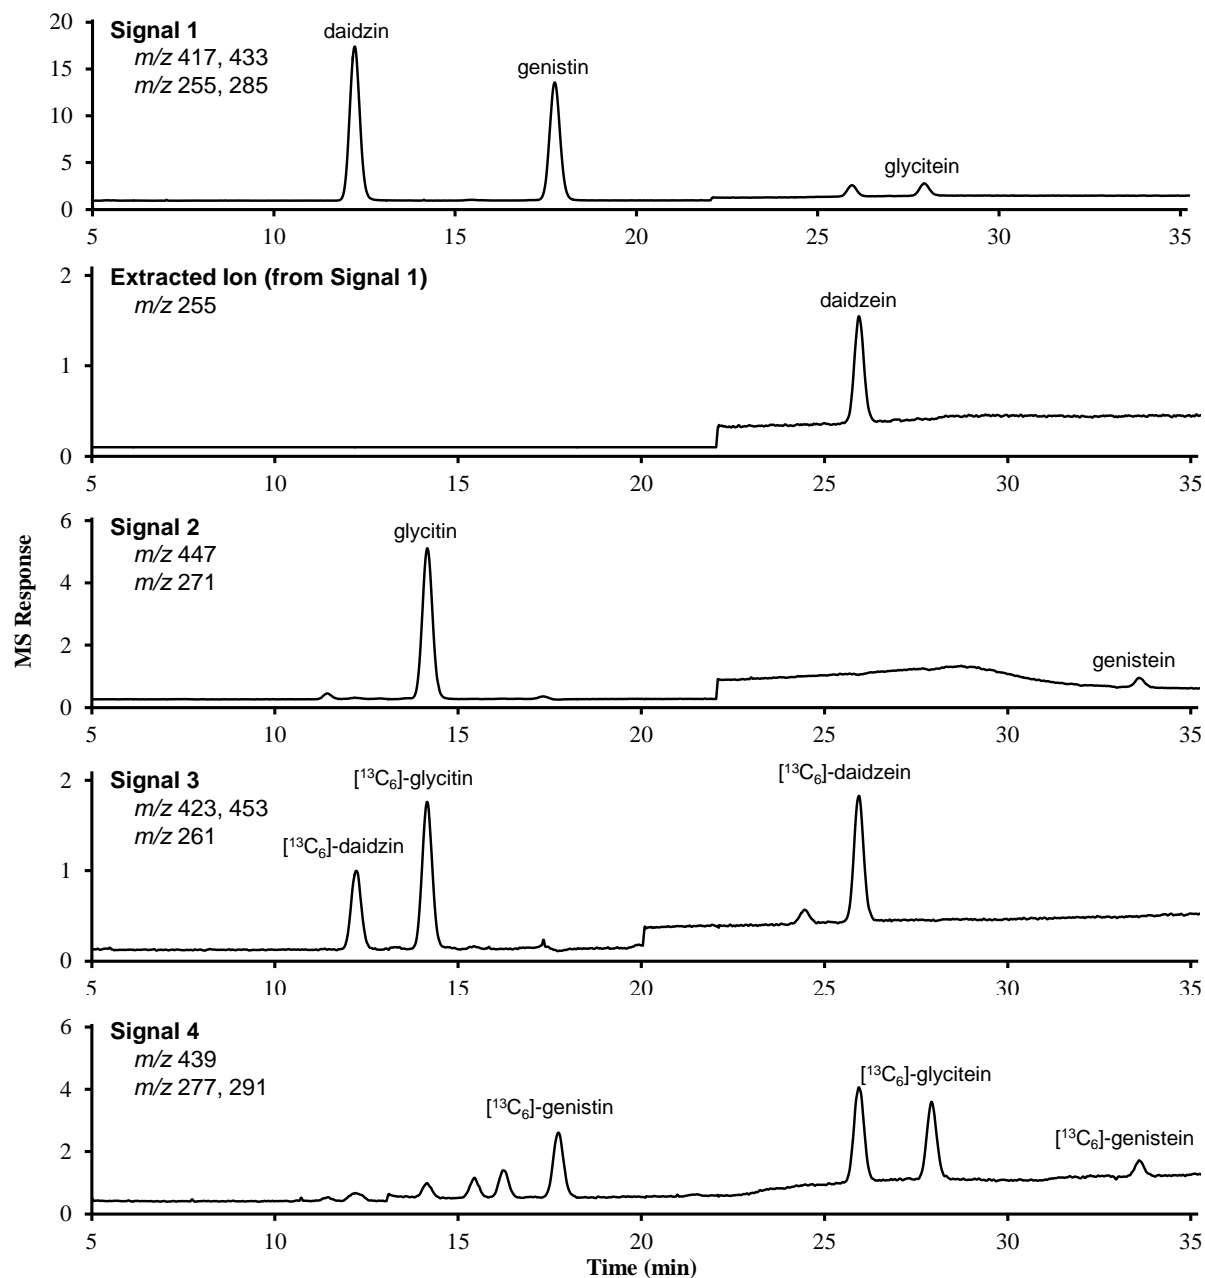 20
Signal 1
daidzin
m/z 417, 433
genistin
15
m/z 255, 285
10
glycitein
5
0
5 10 15 20 25 30 35
2
Extracted Ion (from Signal 1)
m/z 255
daidzein
1
0
5 10 15 20 25 30 35
6
Signal 2
glycitin
m/z 447
m/z 271
4
MS Response
2
genistein
0
5 10 15 20 25 30 35
2
Signal 3
[¹³C₆]-glycitin
[¹³C₆]-daidzein
m/z 423, 453
m/z 261
[¹³C₆]-daidzin
1
0
5 10 15 20 25 30 35
6
Signal 4
m/z 439
m/z 277, 291
[¹³C₆]-glycitein
4
[¹³C₆]-genistin
[¹³C₆]-genistein
2
0
5 10 15 20 25 30 35
Time (min)